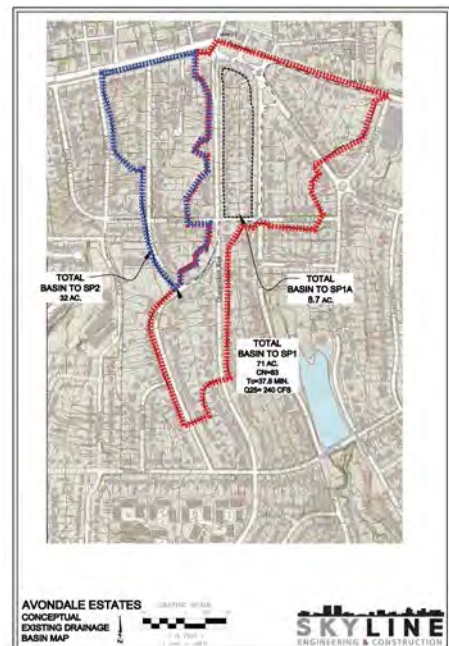 TOTAL
BASIN TO SP2
32 AC.
TOTAL
BASIN TO SP1A
8.7 AC.
TOTAL
BASIN TO SP1
71 AC.
CN=83
Tc=37.8 MIN.
Q25= 240 CFS
AVONDALE ESTATES
CONCEPTUAL
EXISTING DRAINAGE
BASIN MAP
GRAPHIC SCALE
SKYLINE
ENGINEERING & CONSTRUCTION